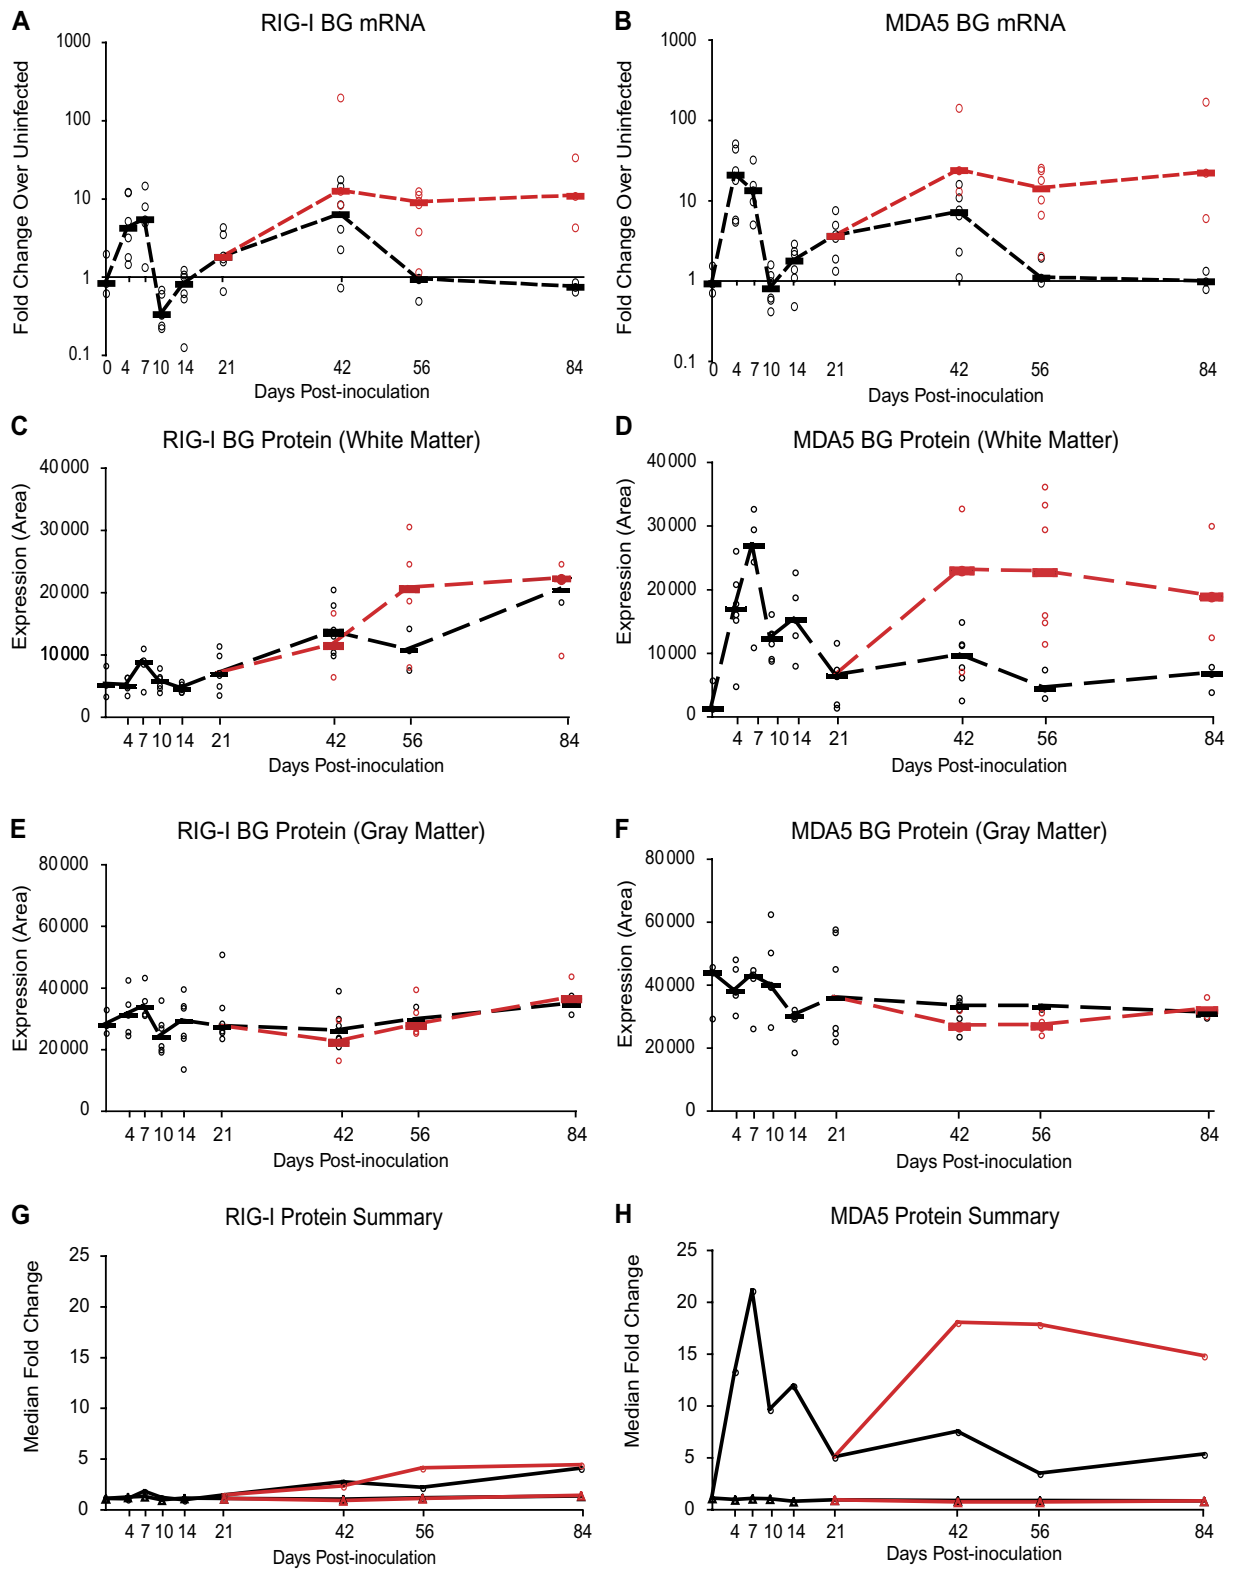 A
RIG-I BG mRNA
Fold Change Over Uninfected
1000
100
10
1
0.1
0 4 7 10 14 21 42 56 84
Days Post-inoculation
B
MDA5 BG mRNA
Fold Change Over Uninfected
1000
100
10
1
0.1
0 4 7 10 14 21 42 56 84
Days Post-inoculation
C
RIG-I BG Protein (White Matter)
Expression (Area)
40000
30000
20000
10000
0
4 7 10 14 21 42 56 84
Days Post-inoculation
D
MDA5 BG Protein (White Matter)
Expression (Area)
40000
30000
20000
10000
0
4 7 10 14 21 42 56 84
Days Post-inoculation
E
RIG-I BG Protein (Gray Matter)
Expression (Area)
80000
60000
40000
20000
0
4 7 10 14 21 42 56 84
Days Post-inoculation
F
MDA5 BG Protein (Gray Matter)
Expression (Area)
80000
60000
40000
20000
0
4 7 10 14 21 42 56 84
Days Post-inoculation
G
RIG-I Protein Summary
Median Fold Change
25
20
15
10
5
0
4 7 10 14 21 42 56 84
Days Post-inoculation
H
MDA5 Protein Summary
Median Fold Change
25
20
15
10
5
0
4 7 10 14 21 42 56 84
Days Post-inoculation